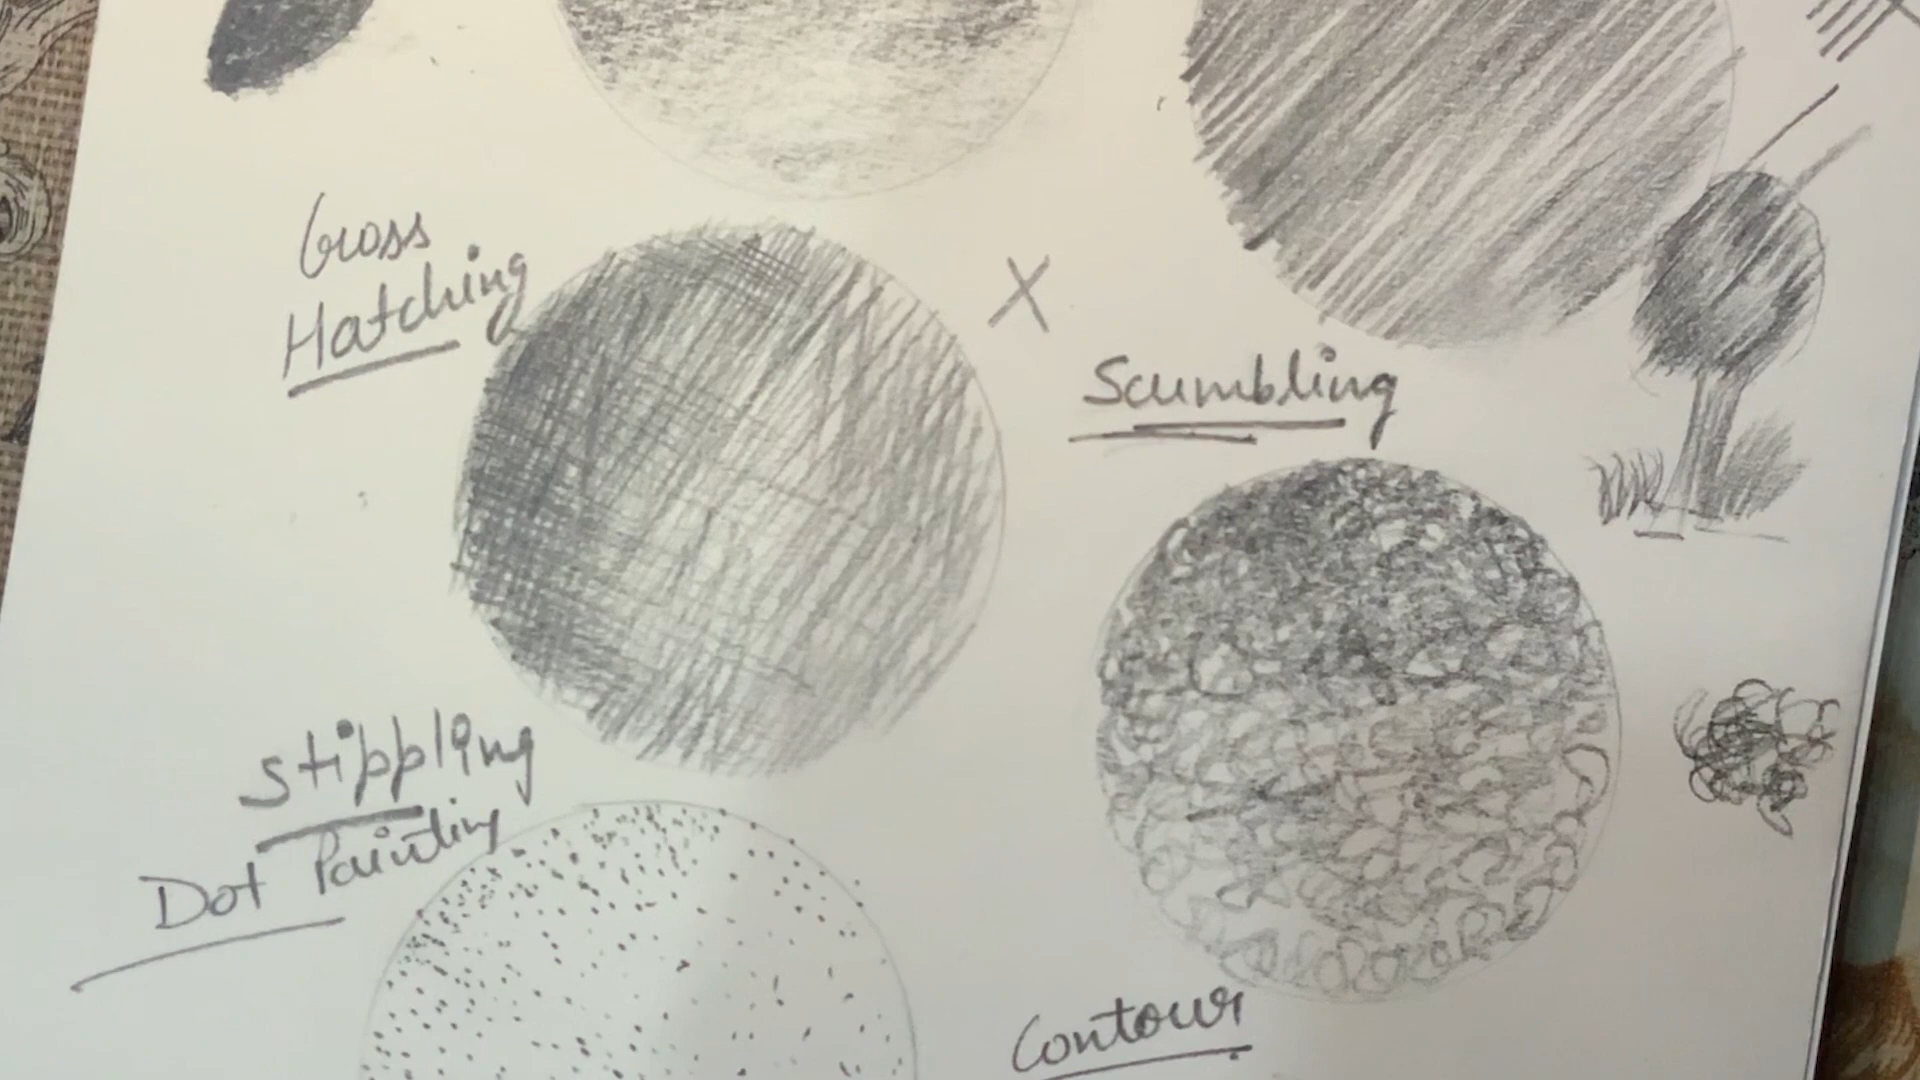 Cross
Hatching
X
Scumbling
Stippling
Dot Painting
Contour